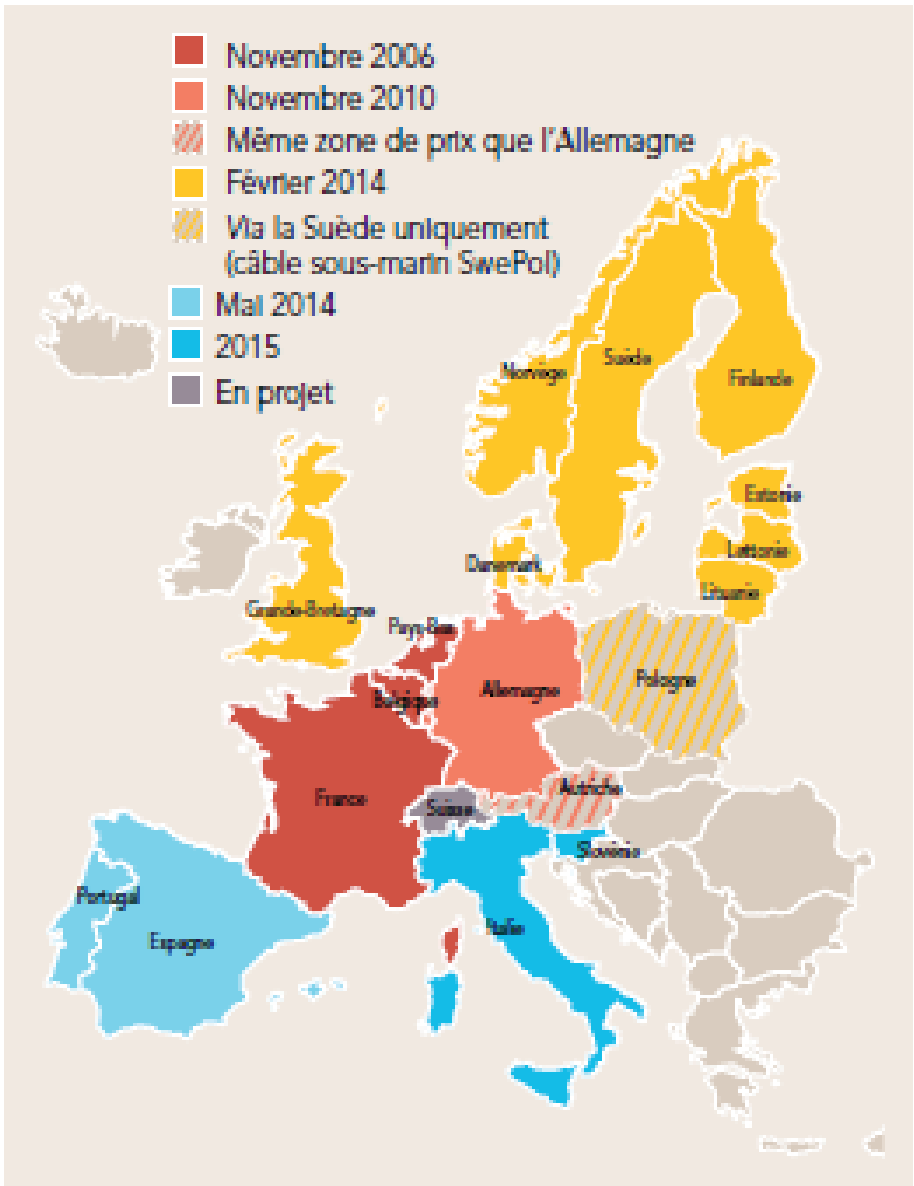 Novembre 2006
Novembre 2010
Même zone de prix que l'Allemagne
Février 2014
Via la Suède uniquement
(câble sous-marin SwePol)
Mai 2014
2015
En projet
Norvège
Suède
Finlande
Estonie
Lettonie
Lituanie
Danemark
Grande-Bretagne
Pays-Bas
Belgique
Allemagne
Pologne
France
Suisse
Autriche
Slovénie
Portugal
Espagne
Italie